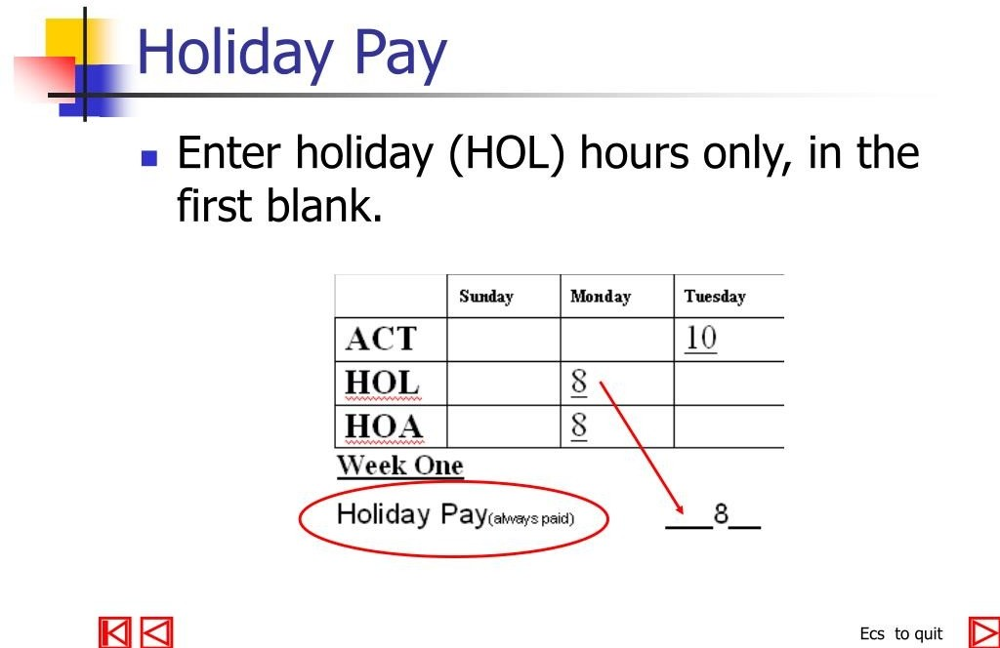 Holiday Pay
Enter holiday (HOL) hours only, in the
first blank.
Sunday Monday Tuesday
ACT 10
HOL 8
HOA 8
Week One
Holiday Pay(always paid) ___8__
Ecs to quit